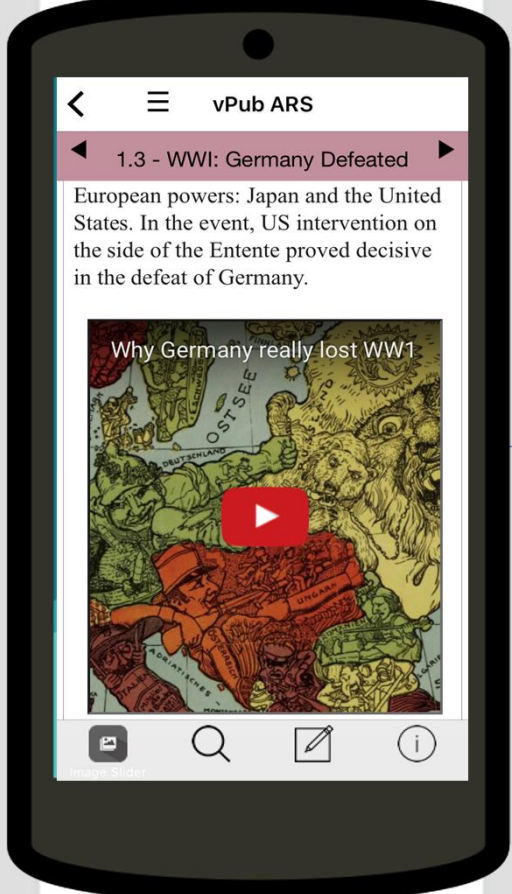 vPub ARS
1.3 - WWI: Germany Defeated
European powers: Japan and the United
States. In the event, US intervention on
the side of the Entente proved decisive
in the defeat of Germany.
Why Germany really lost WW1
OSTSEE
DEUTSCHLAND
UNGARN
ÖSTERREICH
ADRIATISCHES -
Image Slider